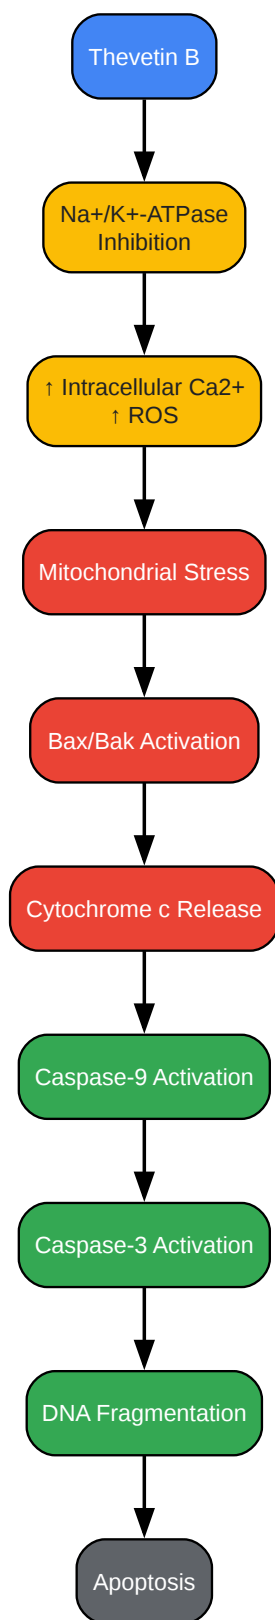 Thevetin B
Na+/K+-ATPase
Inhibition
↑ Intracellular Ca2+
↑ ROS
Mitochondrial Stress
Bax/Bak Activation
Cytochrome c Release
Caspase-9 Activation
Caspase-3 Activation
DNA Fragmentation
Apoptosis